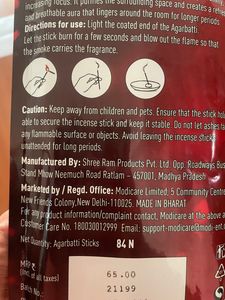 increasing focus. It purifies the surrounding space and creates a
good breathable aura that lingers around the room for longer periods
Directions for use: Light the coated end of the Agarbatti.
Let the stick burn for a few seconds and blow out the flame so that
the smoke carries the fragrance.
Caution: Keep away from children and pets. Ensure that the stick
able to secure the incense stick and keep it stable. Do not let ashes
any flammable surface or objects. Avoid leaving the incense stick
unattended for long periods.
Manufactured By: Shree Ram Products Pvt. Ltd. Opp. Roadways Bus
Stand Mhow Neemuch Road Ratlam – 457001, Madhya Pradesh
Marketed by / Regd. Office: Modicare Limited, 5 Community Centre
New Friends Colony, New Delhi-110025. MADE IN BHARAT
For any information/complaint contact, Modicare at the above a
Customer Care No. 180030012999 Email: support-modicare@modi-ent.
Net Quantity: Agarbatti Sticks 84 N
MRP ₹
(incl. of all taxes)
65.00
21199
Batch No.